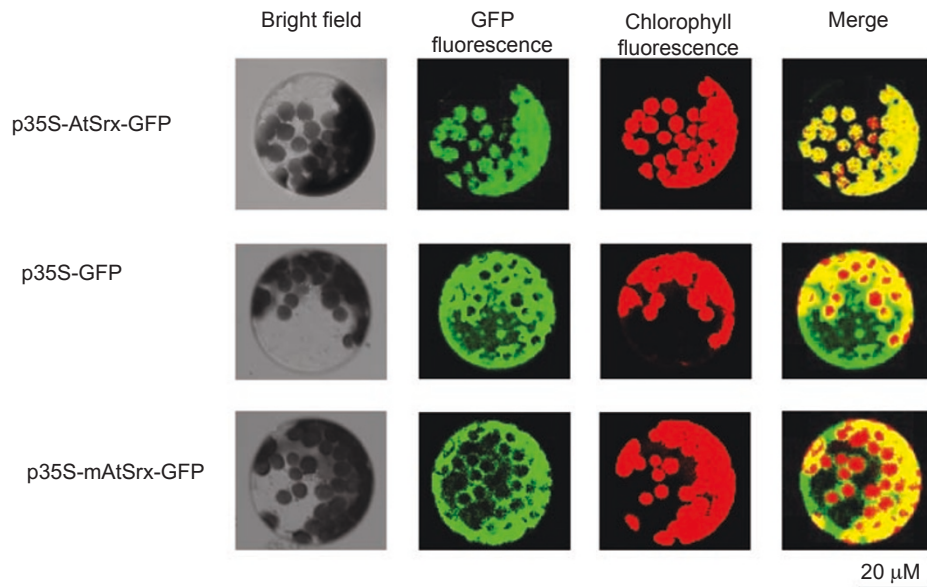 Bright field
GFP
fluorescence
Chlorophyll
fluorescence
Merge
p35S-AtSrx-GFP
p35S-GFP
p35S-mAtSrx-GFP
20 μM